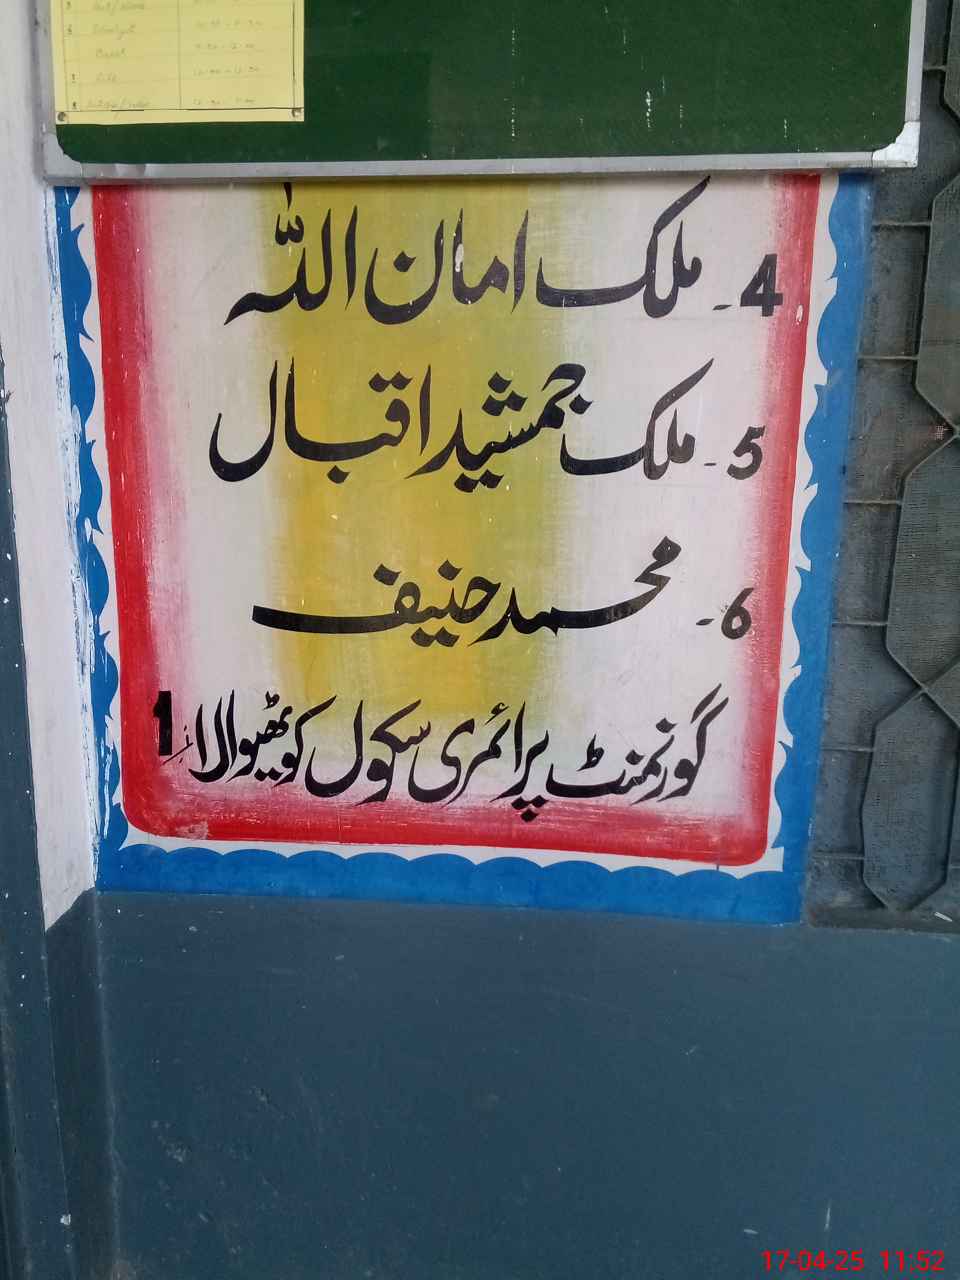 4۔ ملک امان اللہ
5۔ ملک جمشید اقبال
6۔ محمد حنیف
گورنمنٹ پرائمری سکول کوٹھیوالا نمبر 1
17-04-25 11:52